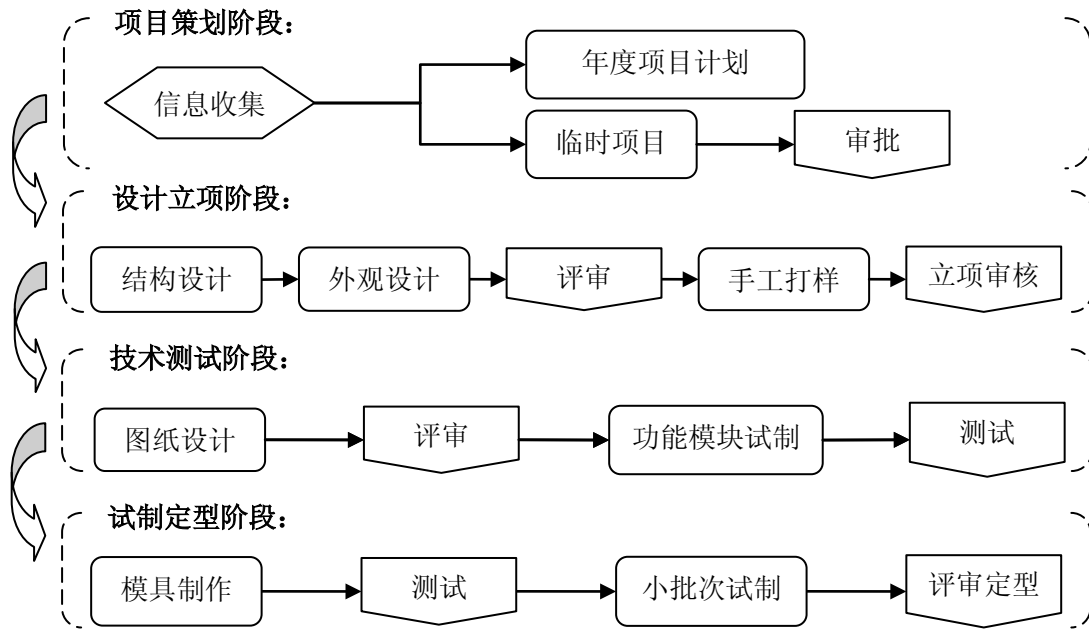 项目策划阶段：
年度项目计划
信息收集
临时项目
审批
设计立项阶段：
结构设计
外观设计
评审
手工打样
立项审核
技术测试阶段：
图纸设计
评审
功能模块试制
测试
试制定型阶段：
模具制作
测试
小批次试制
评审定型